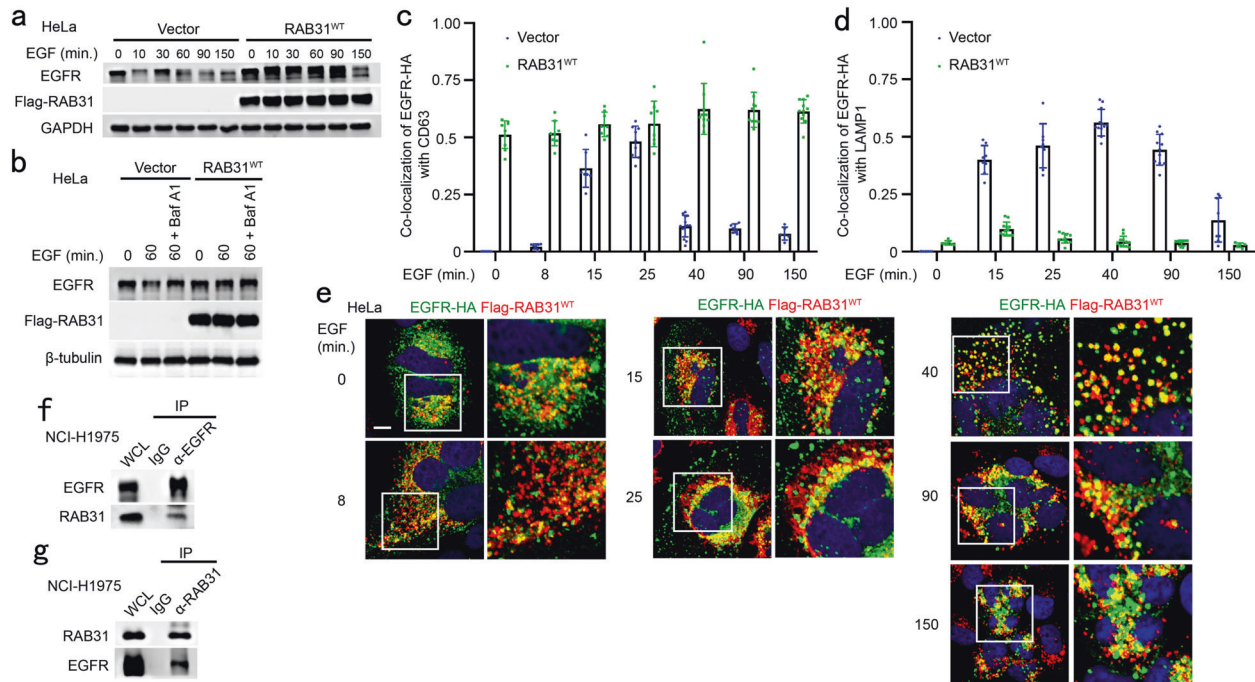 a
HeLa
Vector
RAB31WT
EGF (min.) 0 10 30 60 90 150 0 10 30 60 90 150
EGFR
Flag-RAB31
GAPDH
b
HeLa
Vector
RAB31WT
EGF (min.) 0 60 60 + Baf A1 0 60 60 + Baf A1
EGFR
Flag-RAB31
β-tubulin
c
Co-localization of EGFR-HA
with CD63
1.00
0.75
0.5
0.25
0
Vector
RAB31WT
EGF (min.) 0 8 15 25 40 90 150
d
Co-localization of EGFR-HA
with LAMP1
1.00
0.75
0.5
0.25
0
Vector
RAB31WT
EGF (min.) 0 15 25 40 90 150
e
HeLa
EGFR-HA Flag-RAB31WT
EGFR-HA Flag-RAB31WT
EGFR-HA Flag-RAB31WT
EGF
(min.)
0
8
15
25
40
90
150
f
NCI-H1975
IP
WCL IgG α-EGFR
EGFR
RAB31
g
NCI-H1975
IP
WCL IgG α-RAB31
RAB31
EGFR